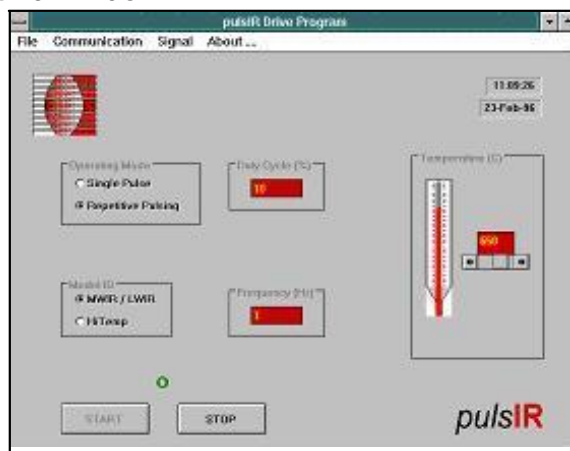 pulsIR Drive Program
File Communication Signal About ...
11:09:26
23-Feb-96
Operating Mode
Single Pulse
Repetitive Pulsing
Duty Cycle (%)
10
Temperature (C)
650
Model ID
MWIR / LWIR
HiTemp
Frequency (Hz)
1
START
STOP
pulsIR